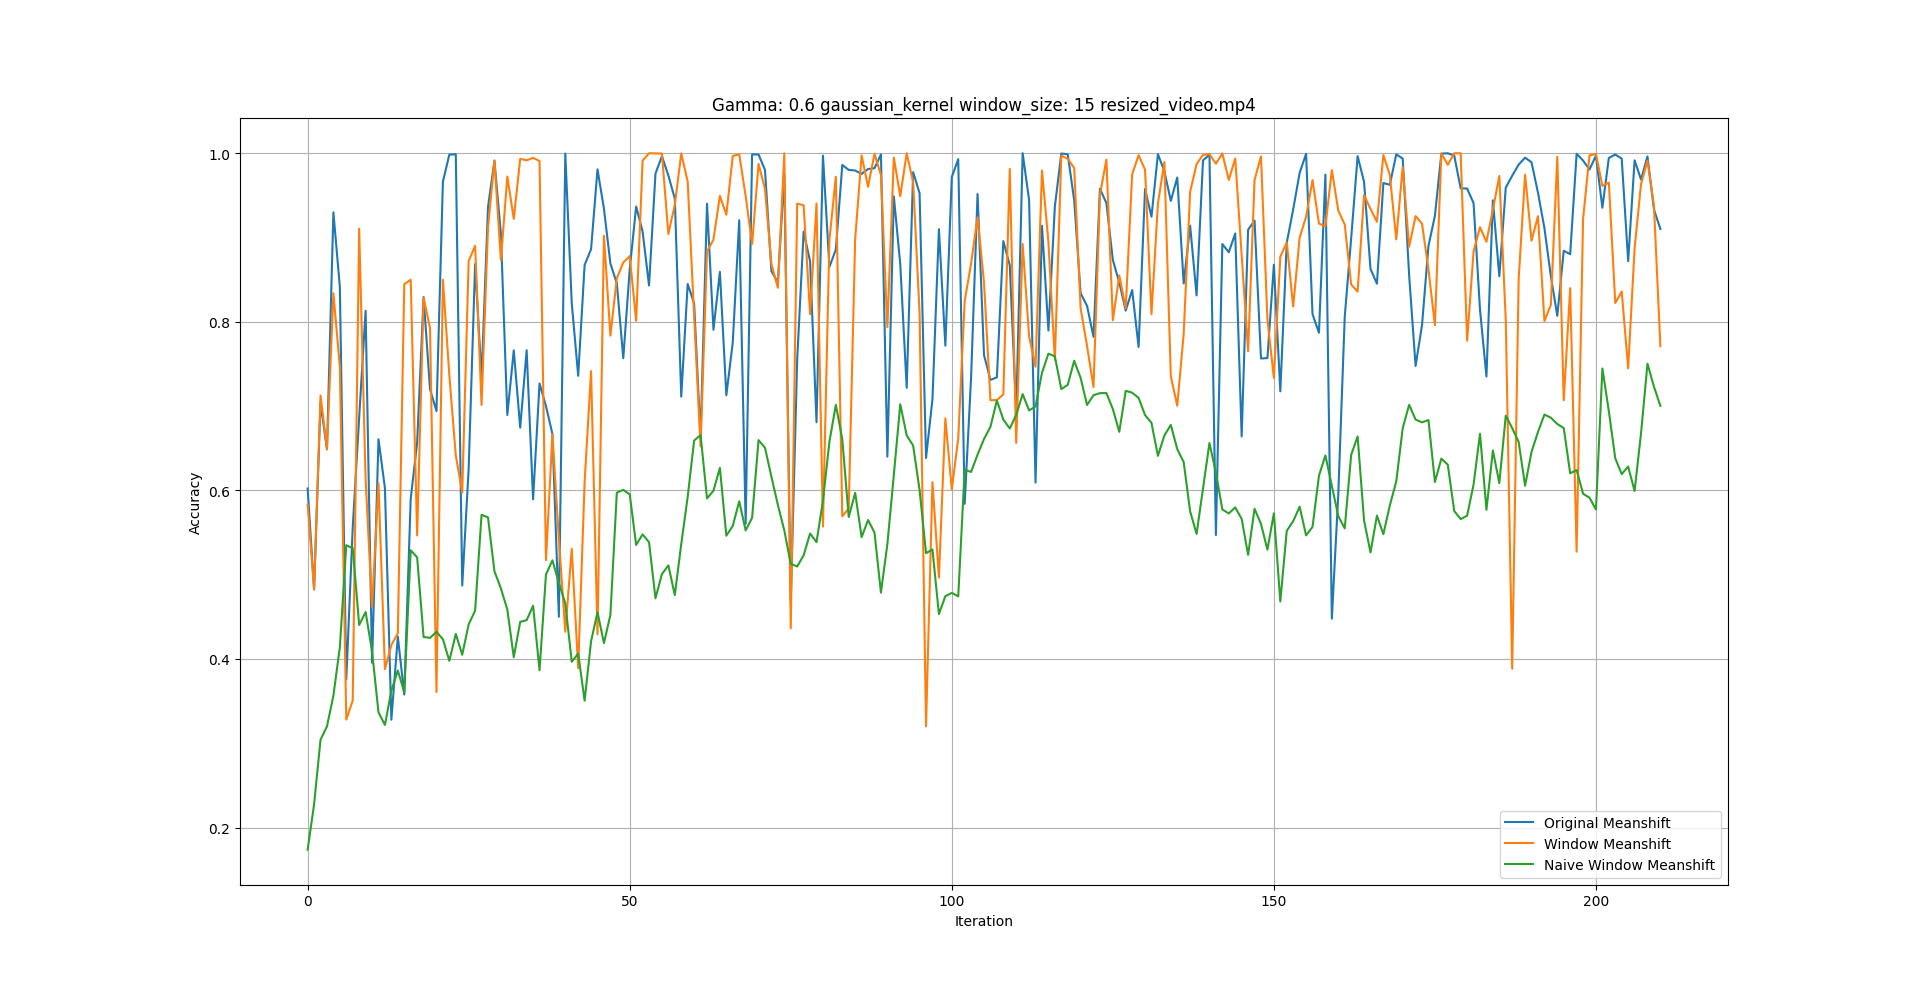 Gamma: 0.6 gaussian_kernel window_size: 15 resized_video.mp4
Accuracy
1.0
0.8
0.6
0.4
0.2
0 50 100 150 200
Iteration
Original Meanshift
Window Meanshift
Naive Window Meanshift